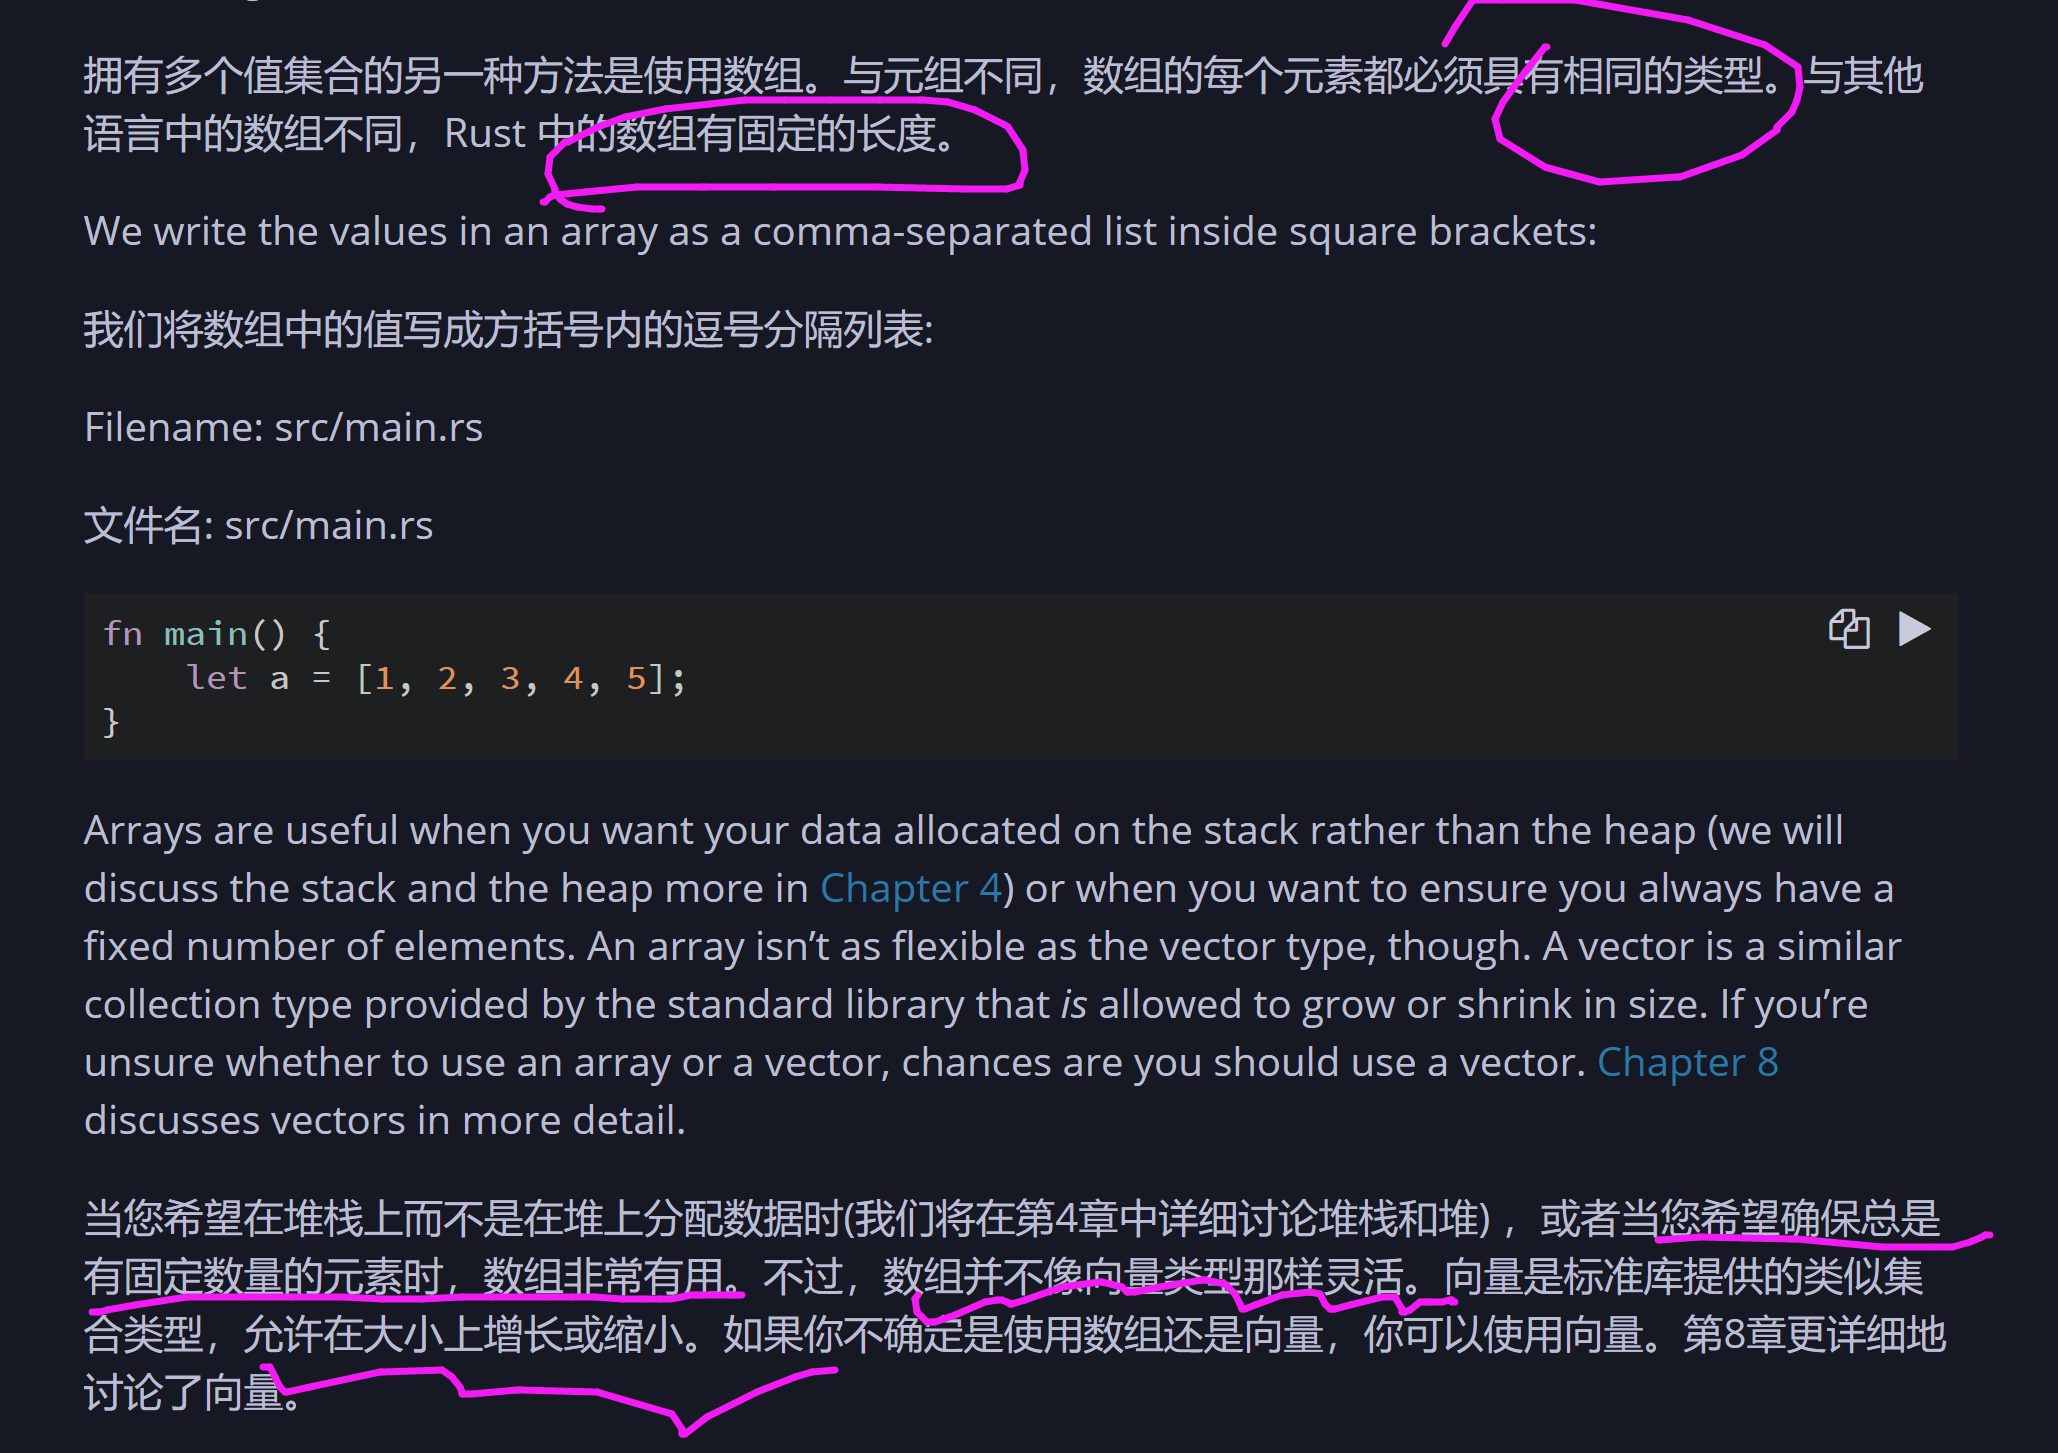 拥有多个值集合的另一种方法是使用数组。与元组不同，数组的每个元素都必须具有相同的类型。与其他
语言中的数组不同，Rust 中的数组有固定的长度。
We write the values in an array as a comma-separated list inside square brackets:
我们将数组中的值写成方括号内的逗号分隔列表:
Filename: src/main.rs
文件名: src/main.rs
fn main() {
    let a = [1, 2, 3, 4, 5];
}
Arrays are useful when you want your data allocated on the stack rather than the heap (we will
discuss the stack and the heap more in Chapter 4) or when you want to ensure you always have a
fixed number of elements. An array isn’t as flexible as the vector type, though. A vector is a similar
collection type provided by the standard library that is allowed to grow or shrink in size. If you’re
unsure whether to use an array or a vector, chances are you should use a vector. Chapter 8
discusses vectors in more detail.
当您希望在堆栈上而不是在堆上分配数据时(我们将在第4章中详细讨论堆栈和堆) ，或者当您希望确保总是
有固定数量的元素时，数组非常有用。不过，数组并不像向量类型那样灵活。向量是标准库提供的类似集
合类型，允许在大小上增长或缩小。如果你不确定是使用数组还是向量，你可以使用向量。第8章更详细地
讨论了向量。